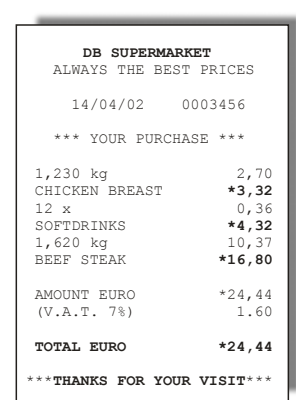 DB SUPERMARKET
ALWAYS THE BEST PRICES
14/04/02 0003456
*** YOUR PURCHASE ***
1,230 kg 2,70
CHICKEN BREAST *3,32
12 x 0,36
SOFTDRINKS *4,32
1,620 kg 10,37
BEEF STEAK *16,80
AMOUNT EURO *24,44
(V.A.T. 7%) 1.60
TOTAL EURO *24,44
***THANKS FOR YOUR VISIT***